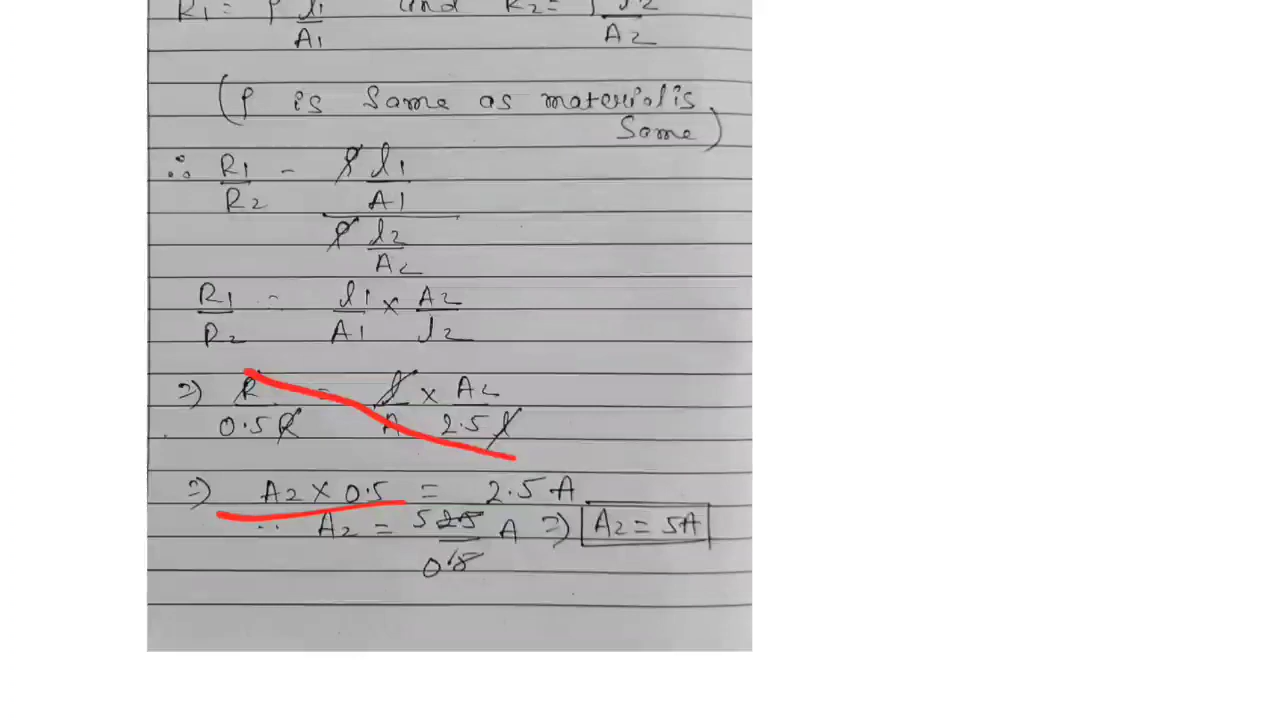 R1 = ρ l1/A1 and R2 = ρ l2/A2
(ρ is same as material is
same)
∴ R1/R2 = (ρ l1/A1)/(ρ l2/A2)
R1/R2 = l1/A1 × A2/l2
⇒ R/0.5R = l/A × A2/2.5l
⇒ A2 × 0.5 = 2.5 A
∴ A2 = 5 2.5/0.5 A ⇒ A2 = 5A